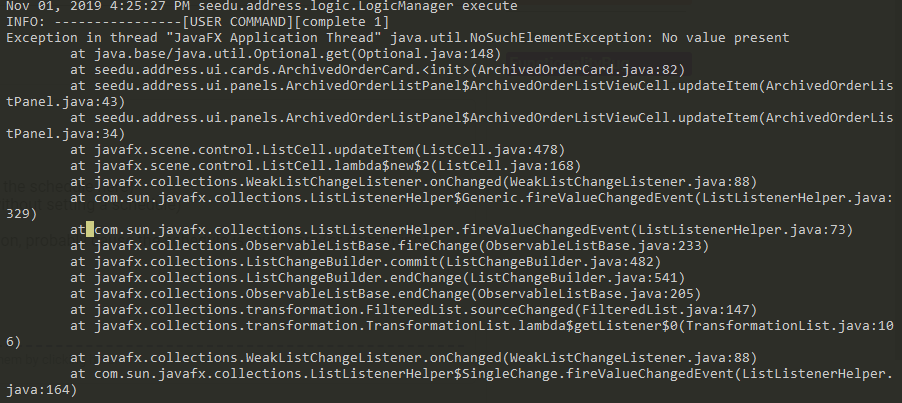 Nov 01, 2019 4:25:27 PM seedu.address.logic.LogicManager execute
INFO: ----------------[USER COMMAND][complete 1]
Exception in thread "JavaFX Application Thread" java.util.NoSuchElementException: No value present
        at java.base/java.util.Optional.get(Optional.java:148)
        at seedu.address.ui.cards.ArchivedOrderCard.<init>(ArchivedOrderCard.java:82)
        at seedu.address.ui.panels.ArchivedOrderListPanel$ArchivedOrderListViewCell.updateItem(ArchivedOrderLis
tPanel.java:43)
        at seedu.address.ui.panels.ArchivedOrderListPanel$ArchivedOrderListViewCell.updateItem(ArchivedOrderLis
tPanel.java:34)
        at javafx.scene.control.ListCell.updateItem(ListCell.java:478)
        at javafx.scene.control.ListCell.lambda$new$2(ListCell.java:168)
        at javafx.collections.WeakListChangeListener.onChanged(WeakListChangeListener.java:88)
        at com.sun.javafx.collections.ListListenerHelper$Generic.fireValueChangedEvent(ListListenerHelper.java:
329)
        at com.sun.javafx.collections.ListListenerHelper.fireValueChangedEvent(ListListenerHelper.java:73)
        at javafx.collections.ObservableListBase.fireChange(ObservableListBase.java:233)
        at javafx.collections.ListChangeBuilder.commit(ListChangeBuilder.java:482)
        at javafx.collections.ListChangeBuilder.endChange(ListChangeBuilder.java:541)
        at javafx.collections.ObservableListBase.endChange(ObservableListBase.java:205)
        at javafx.collections.transformation.FilteredList.sourceChanged(FilteredList.java:147)
        at javafx.collections.transformation.TransformationList.lambda$getListener$0(TransformationList.java:10
6)
        at javafx.collections.WeakListChangeListener.onChanged(WeakListChangeListener.java:88)
        at com.sun.javafx.collections.ListListenerHelper$SingleChange.fireValueChangedEvent(ListListenerHelper.
java:164)